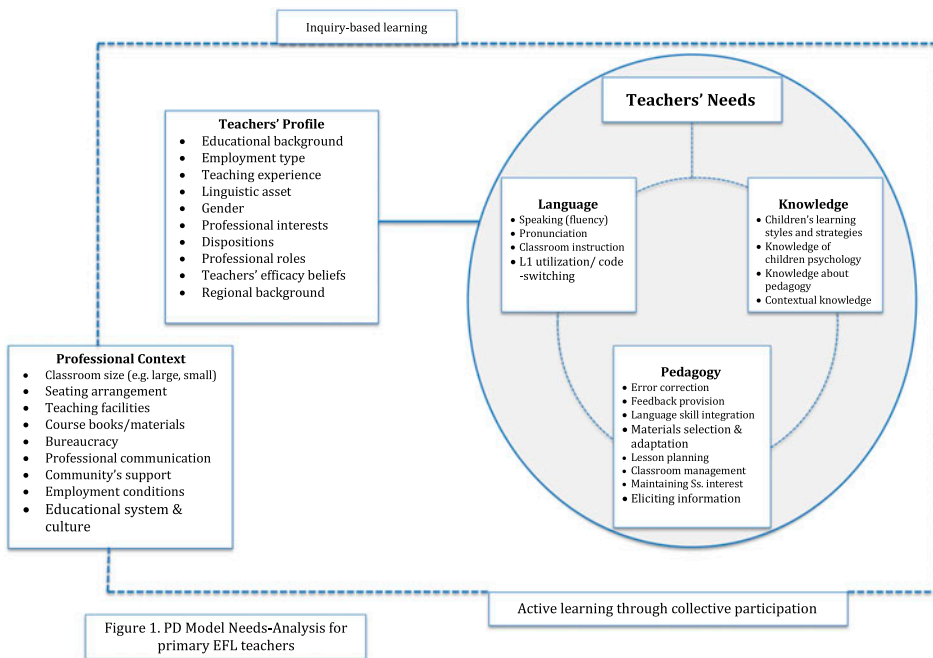 Inquiry-based learning
Teachers' Needs
Teachers' Profile
• Educational background
• Employment type
• Teaching experience
• Linguistic asset
• Gender
• Professional interests
• Dispositions
• Professional roles
• Teachers' efficacy beliefs
• Regional background
Language
• Speaking (fluency)
• Pronunciation
• Classroom instruction
• L1 utilization/ code
-switching
Knowledge
• Children's learning
styles and strategies
• Knowledge of
children psychology
• Knowledge about
pedagogy
• Contextual knowledge
Professional Context
• Classroom size (e.g. large, small)
• Seating arrangement
• Teaching facilities
• Course books/materials
• Bureaucracy
• Professional communication
• Community's support
• Employment conditions
• Educational system &
culture
Pedagogy
• Error correction
• Feedback provision
• Language skill integration
• Materials selection &
adaptation
• Lesson planning
• Classroom management
• Maintaining Ss. interest
• Eliciting information
Active learning through collective participation
Figure 1. PD Model Needs-Analysis for
primary EFL teachers